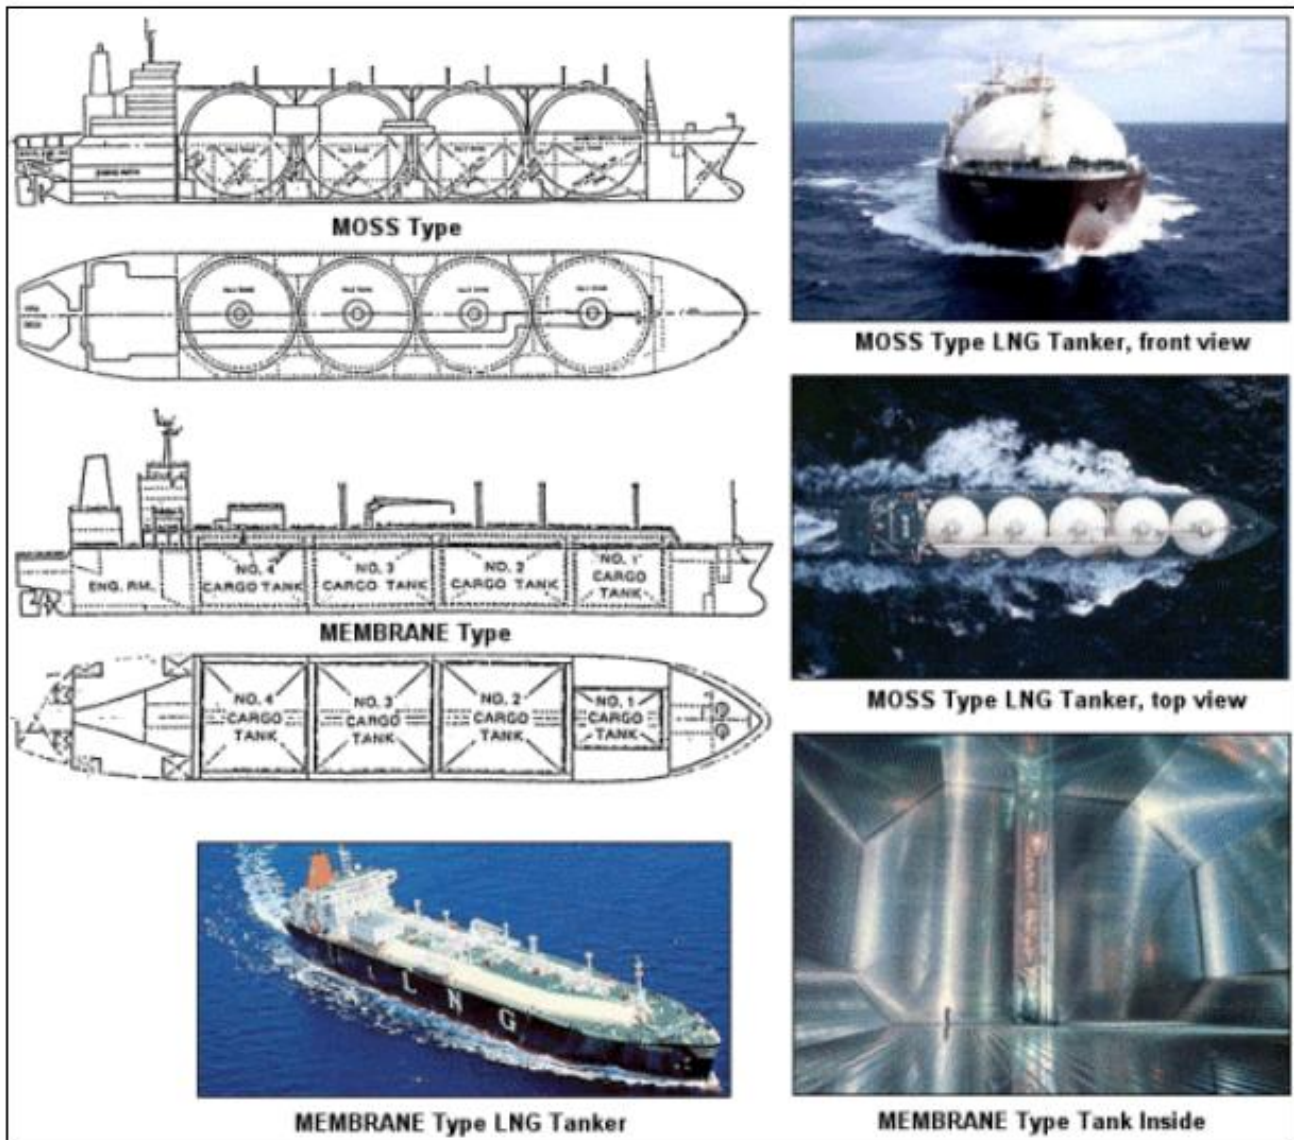 MOSS Type
MOSS Type LNG Tanker, front view
NO. 4
CARGO TANK
NO. 3
CARGO TANK
NO. 2
CARGO TANK
NO. 1
CARGO
TANK
ENG. RM.
MEMBRANE Type
MOSS Type LNG Tanker, top view
NO. 4
CARGO
TANK
NO. 3
CARGO
TANK
NO. 2
CARGO
TANK
NO. 1
CARGO
TANK
LNG
MEMBRANE Type LNG Tanker
MEMBRANE Type Tank Inside